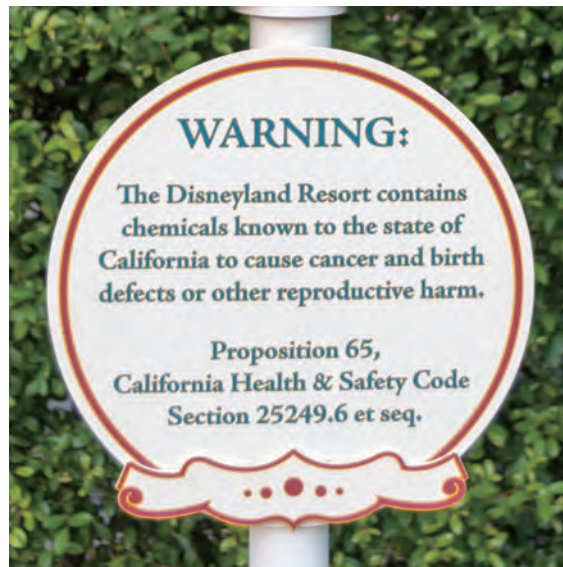 WARNING:
The Disneyland Resort contains
chemicals known to the state of
California to cause cancer and birth
defects or other reproductive harm.
Proposition 65,
California Health & Safety Code
Section 25249.6 et seq.